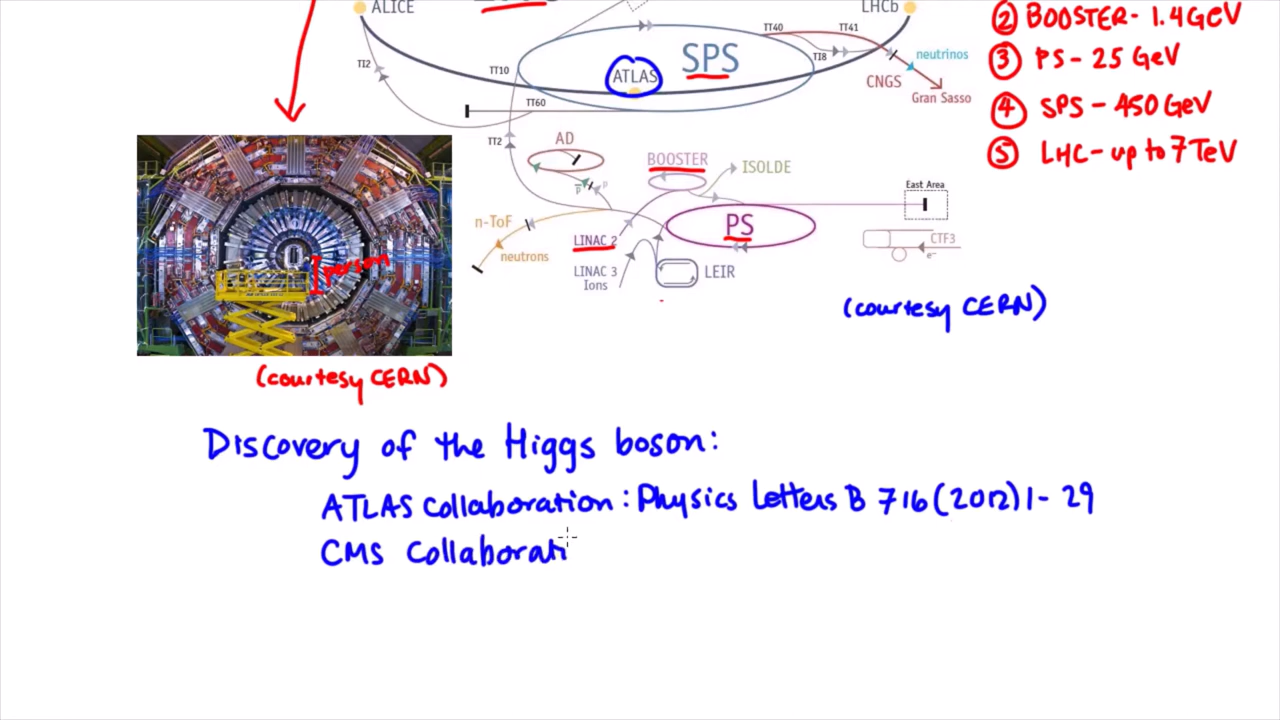 ALICE
LHCb
② BOOSTER - 1.4 GeV
TT40
TT41
SPS
TI8
neutrinos
③ PS - 25 GeV
TI2
TT10
ATLAS
CNGS
Gran Sasso
TT60
④ SPS - 450 GeV
TT2
AD
⑤ LHC - up to 7 TeV
BOOSTER
ISOLDE
p
p
East Area
n-ToF
LINAC 2
PS
CTF3
e-
neutrons
person
LINAC 3
Ions
LEIR
(courtesy CERN)
(courtesy CERN)
Discovery of the Higgs boson:
ATLAS Collaboration: Physics Letters B 716 (2012) 1-29
CMS Collaborati